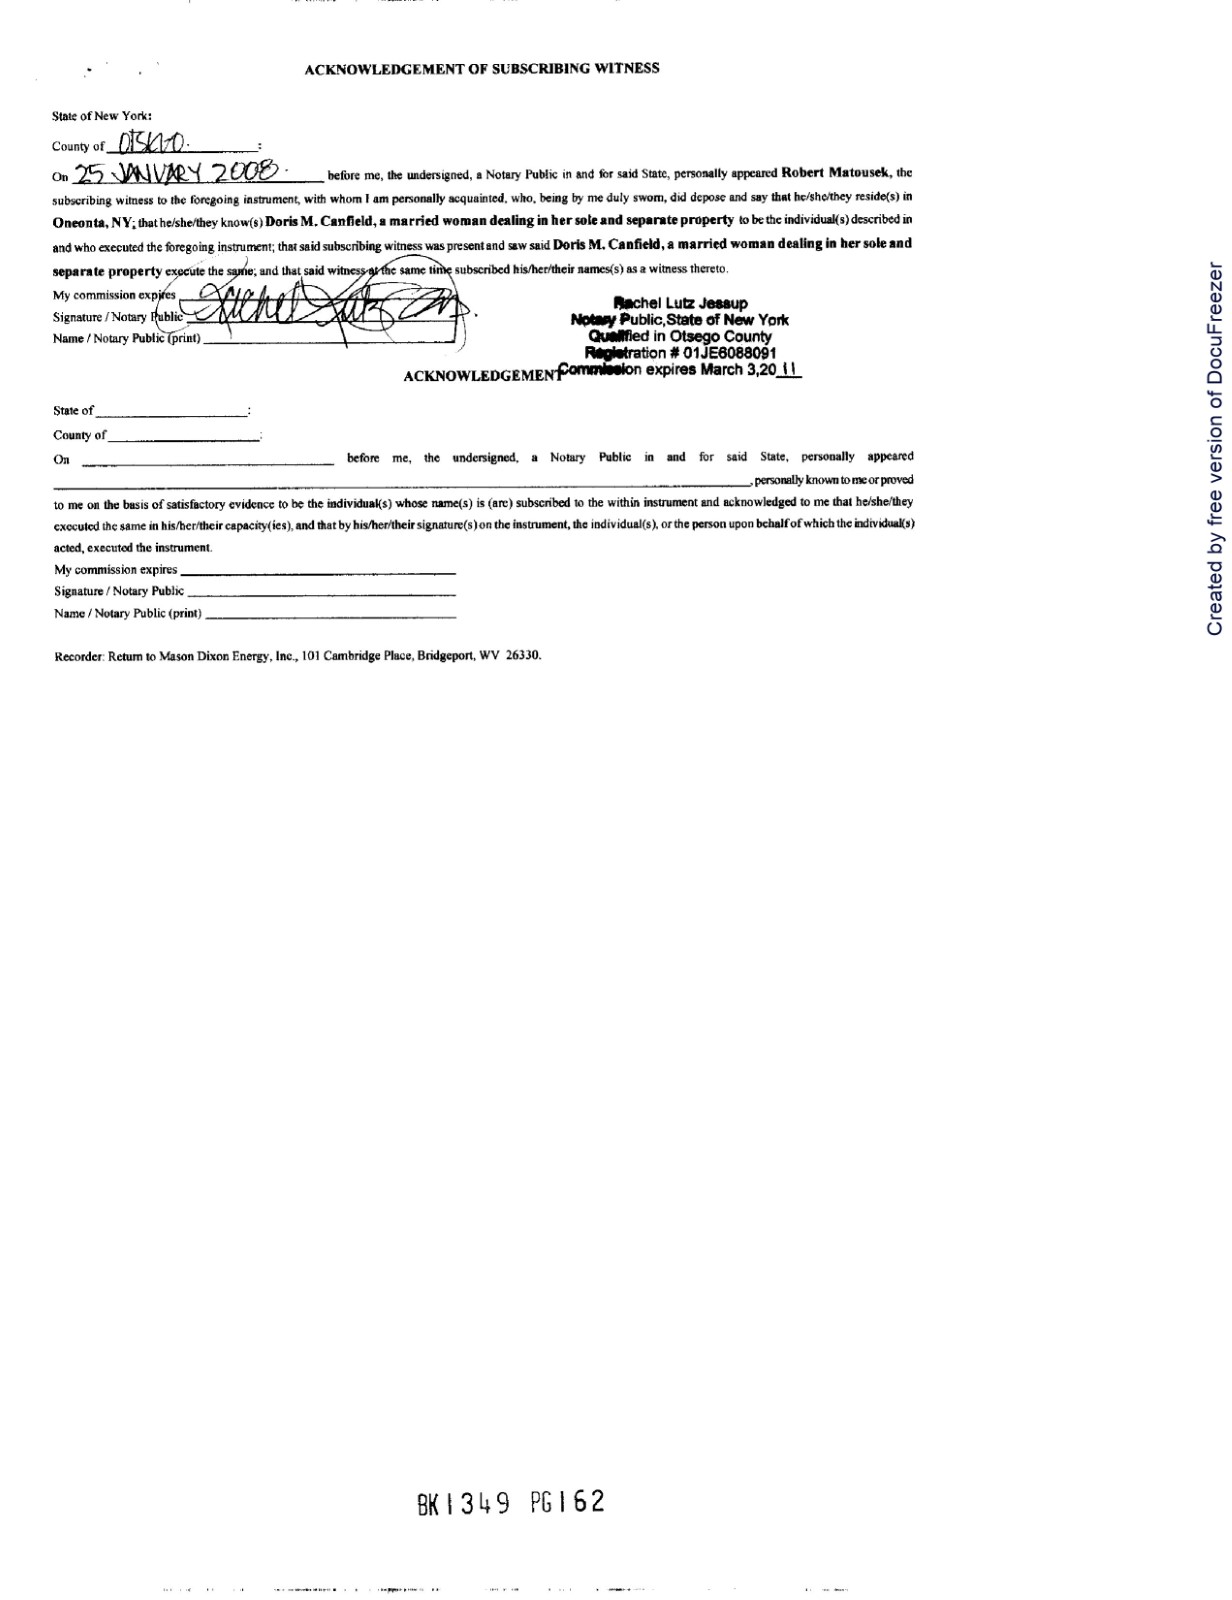 ACKNOWLEDGEMENT OF SUBSCRIBING WITNESS
State of New York:
County of OTSEGO. :
On 25 JANUARY 2008. before me, the undersigned, a Notary Public in and for said State, personally appeared Robert Matousek, the
subscribing witness to the foregoing instrument, with whom I am personally acquainted, who, being by me duly sworn, did depose and say that he/she/they reside(s) in
Oneonta, NY; that he/she/they know(s) Doris M. Canfield, a married woman dealing in her sole and separate property to be the individual(s) described in
and who executed the foregoing instrument; that said subscribing witness was present and saw said Doris M. Canfield, a married woman dealing in her sole and
separate property execute the same; and that said witness at the same time subscribed his/her/their names(s) as a witness thereto.
My commission expires
Signature / Notary Public
Name / Notary Public (print)
Rachel Lutz Jessup
Notary Public, State of New York
Qualified in Otsego County
Registration # 01JE6088091
Commission expires March 3,20 11
ACKNOWLEDGEMENT
State of :
County of :
On before me, the undersigned, a Notary Public in and for said State, personally appeared
, personally known to me or proved
to me on the basis of satisfactory evidence to be the individual(s) whose name(s) is (are) subscribed to the within instrument and acknowledged to me that he/she/they
executed the same in his/her/their capacity(ies), and that by his/her/their signature(s) on the instrument, the individual(s), or the person upon behalf of which the individual(s)
acted, executed the instrument.
My commission expires
Signature / Notary Public
Name / Notary Public (print)
Recorder: Return to Mason Dixon Energy, Inc., 101 Cambridge Place, Bridgeport, WV 26330.
BK1349 PG162
Created by free version of DocuFreezer